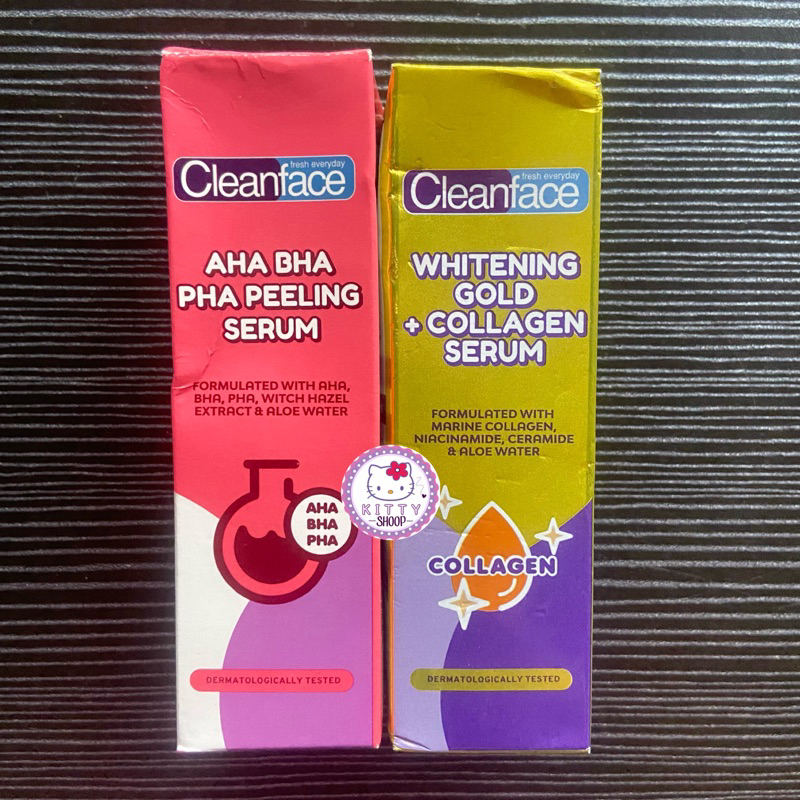 fresh everyday
Cleanface
AHA BHA
PHA PEELING
SERUM
FORMULATED WITH AHA,
BHA, PHA, WITCH HAZEL
EXTRACT & ALOE WATER
AHA
BHA
PHA
DERMATOLOGICALLY TESTED
fresh everyday
Cleanface
WHITENING
GOLD
+ COLLAGEN
SERUM
FORMULATED WITH
MARINE COLLAGEN,
NIACINAMIDE, CERAMIDE
& ALOE WATER
COLLAGEN
DERMATOLOGICALLY TESTED
KITTY
SHOOP